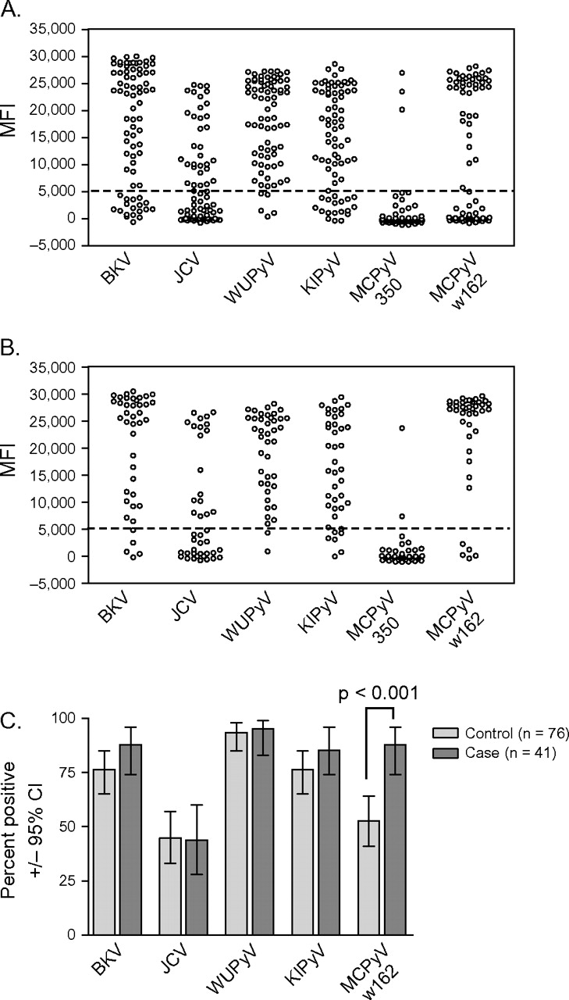 A.
35,000
30,000
25,000
20,000
15,000
10,000
5,000
0
–5,000
MFI
BKV
JCV
WUPyV
KIPyV
MCPyV
350
MCPyV
w162
B.
35,000
30,000
25,000
20,000
15,000
10,000
5,000
0
–5,000
MFI
BKV
JCV
WUPyV
KIPyV
MCPyV
350
MCPyV
w162
C.
p < 0.001
100
75
50
25
0
Percent positive
+/– 95% CI
Control (n = 76)
Case (n = 41)
BKV
JCV
WUPyV
KIPyV
MCPyV
w162